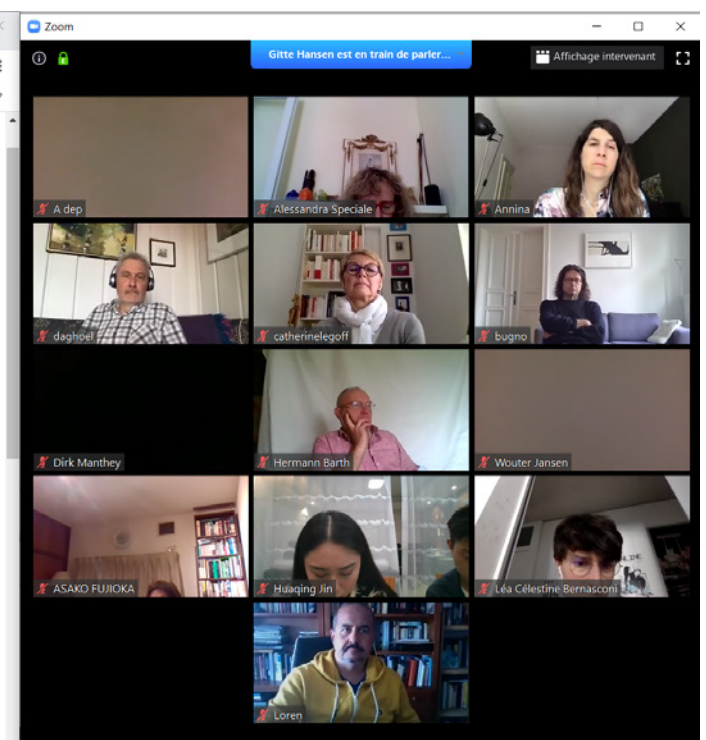 Zoom
Gitte Hansen est en train de parler...
Affichage intervenant
A dep
Alessandra Speciale
Annina
daghoel
catherinelegoff
bugno
Dirk Manthey
Hermann Barth
Wouter Jansen
ASAKO FUJIOKA
Huaqing Jin
Léa Célestine Bernasconi
Loren